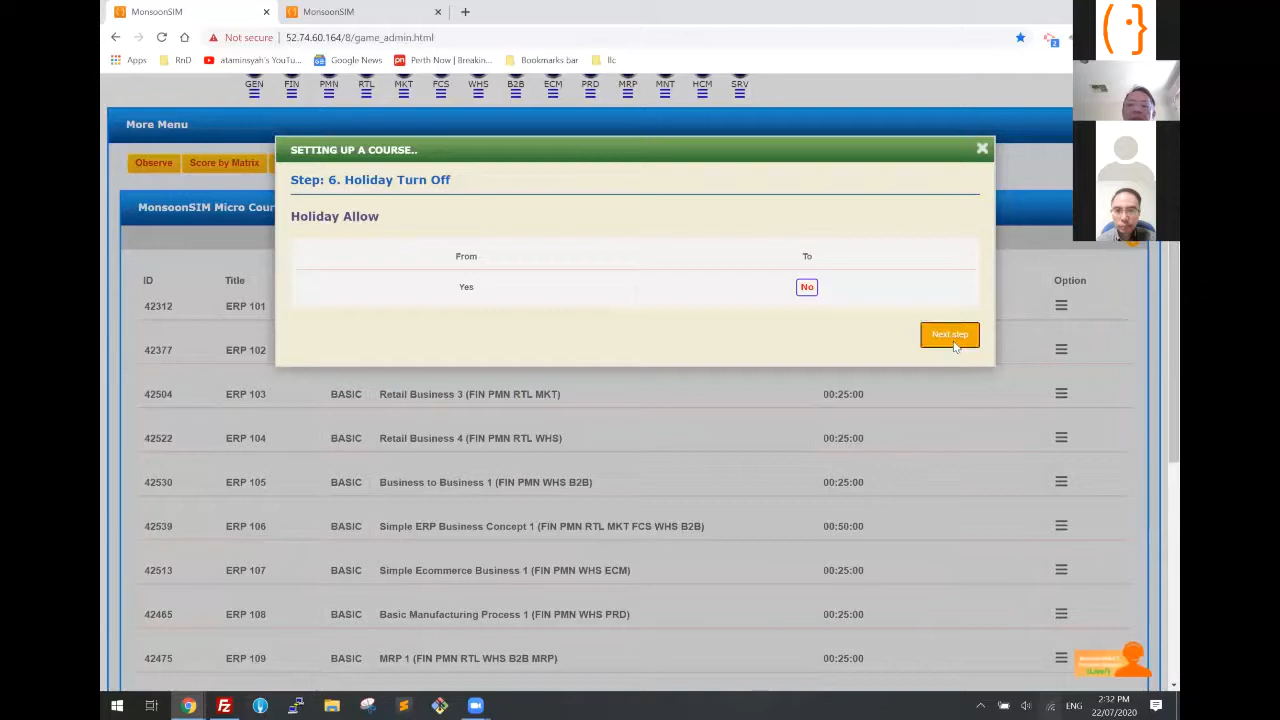 MonsoonSIM
MonsoonSIM
Not secure
52.74.60.164/8/game_admin.html
2
Apps
RnD
ataminsyah's YouTu...
Google News
Perth Now | Breakin...
Bookmarks bar
llc
GEN FIN PMN RTL MKT FCS WHS B2B ECM PRD MRP MNT HCM SRV
More Menu
Observe
Score by Matrix
MonsoonSIM Micro Cour
SETTING UP A COURSE..
Step: 6. Holiday Turn Off
Holiday Allow
From To
Yes No
Next step
ID Title Option
42312 ERP 101
42377 ERP 102
42504 ERP 103 BASIC Retail Business 3 (FIN PMN RTL MKT) 00:25:00
42522 ERP 104 BASIC Retail Business 4 (FIN PMN RTL WHS) 00:25:00
42530 ERP 105 BASIC Business to Business 1 (FIN PMN WHS B2B) 00:25:00
42539 ERP 106 BASIC Simple ERP Business Concept 1 (FIN PMN RTL MKT FCS WHS B2B) 00:50:00
42513 ERP 107 BASIC Simple Ecommerce Business 1 (FIN PMN WHS ECM) 00:25:00
42465 ERP 108 BASIC Basic Manufacturing Process 1 (FIN PMN WHS PRD) 00:25:00
42475 ERP 109 BASIC MRP 1 (FIN PMN RTL WHS B2B MRP) 00:25:00
ENG
2:32 PM
22/07/2020